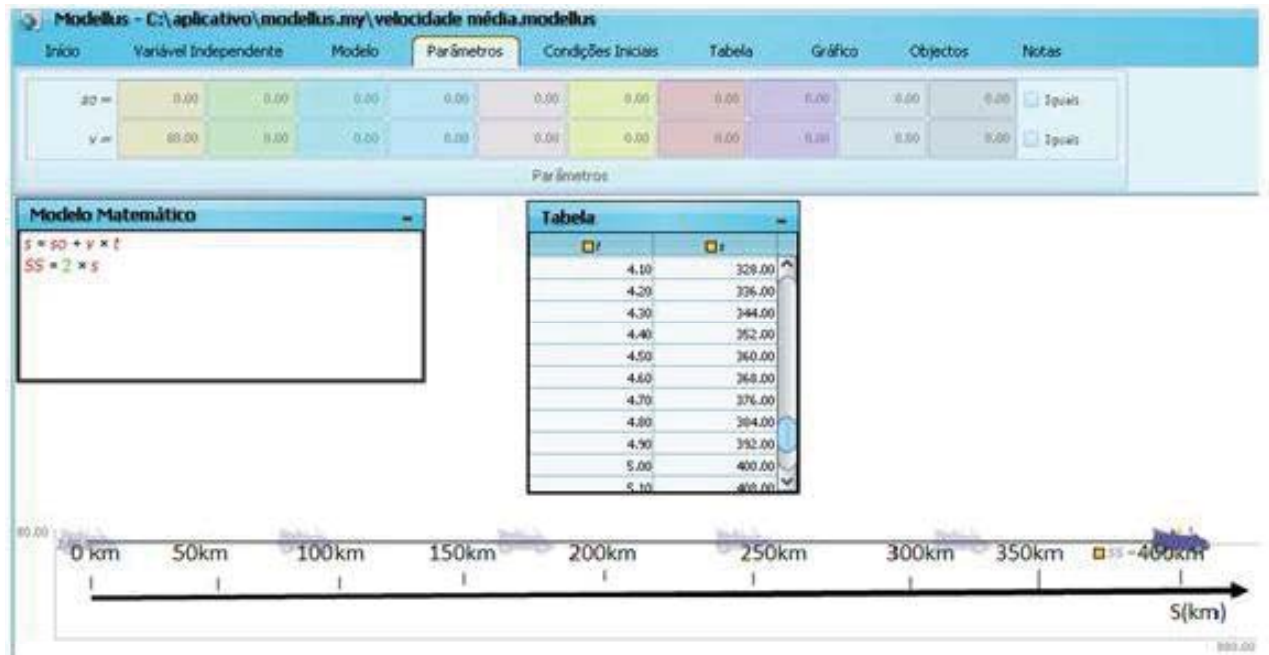 Modellus - C:\aplicativo\modellus.my\velocidade média.modellus
Início Variável Independente Modelo Parâmetros Condições Iniciais Tabela Gráfico Objectos Notas
so = 0.00 0.00 0.00 0.00 0.00 0.00 0.00 0.00 0.00 0.00 Iguais
v = 80.00 0.00 0.00 0.00 0.00 0.00 0.00 0.00 0.00 0.00 Iguais
Parâmetros
Modelo Matemático -
s = so + v × t
SS = 2 × s
Tabela -
t s
4.10 328.00
4.20 336.00
4.30 344.00
4.40 352.00
4.50 360.00
4.60 368.00
4.70 376.00
4.80 384.00
4.90 392.00
5.00 400.00
5.10 408.00
80.00
0 km 50km 100km 150km 200km 250km 300km 350km SS = 400km
S(km)